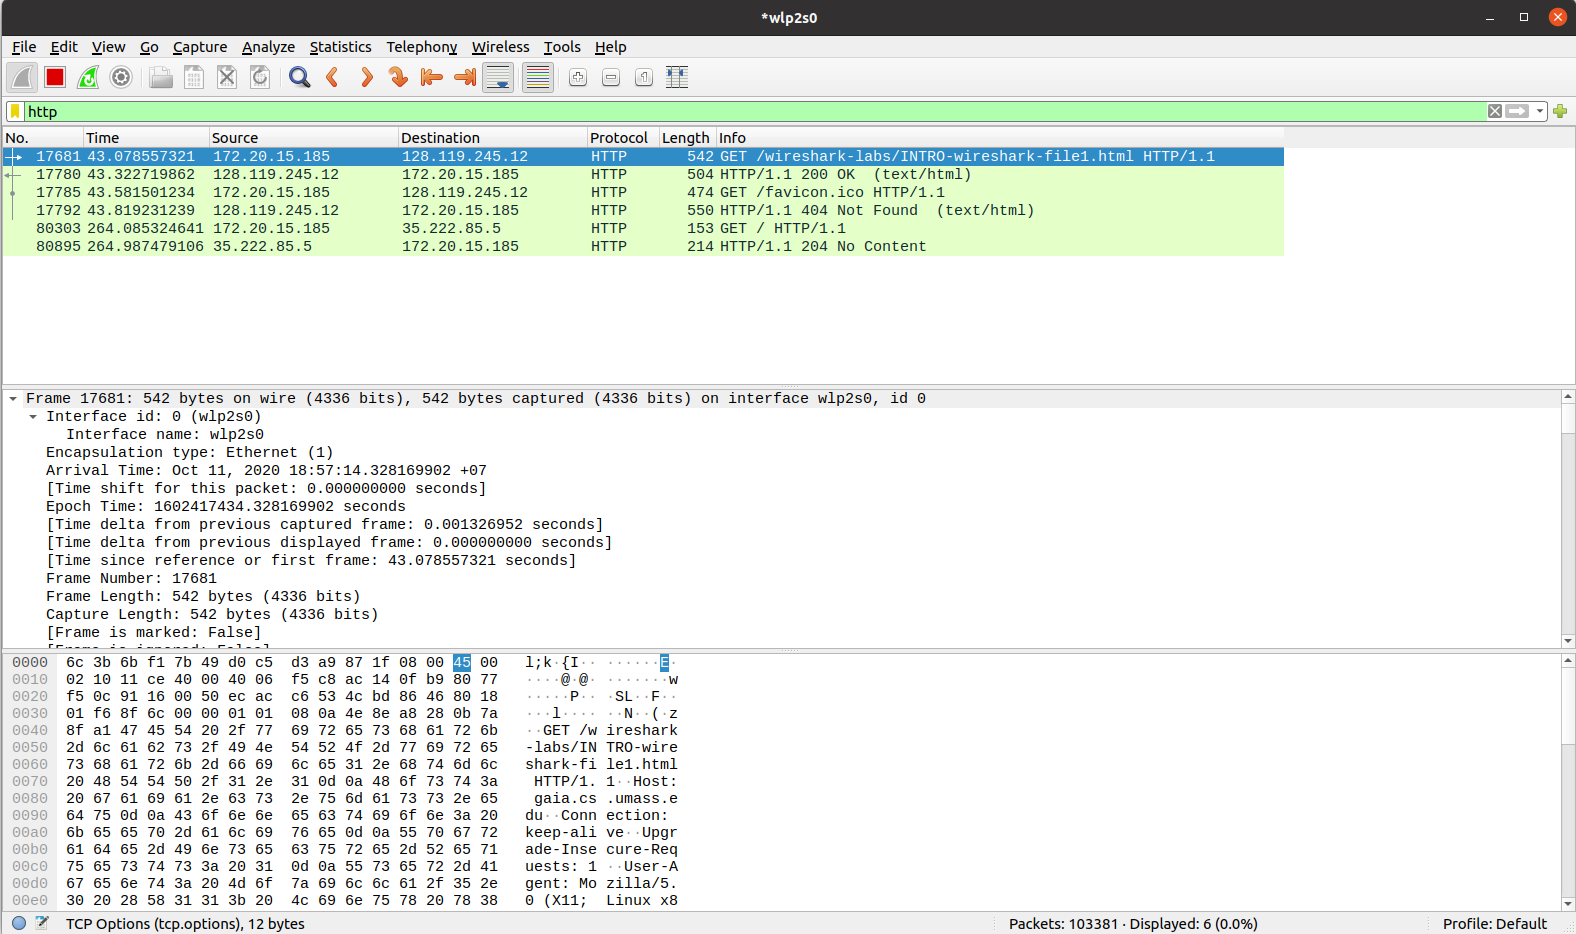 *wlp2s0
File Edit View Go Capture Analyze Statistics Telephony Wireless Tools Help
http
No. Time Source Destination Protocol Length Info
17681 43.078557321 172.20.15.185 128.119.245.12 HTTP 542 GET /wireshark-labs/INTRO-wireshark-file1.html HTTP/1.1
17780 43.322719862 128.119.245.12 172.20.15.185 HTTP 504 HTTP/1.1 200 OK  (text/html)
17785 43.581501234 172.20.15.185 128.119.245.12 HTTP 474 GET /favicon.ico HTTP/1.1
17792 43.819231239 128.119.245.12 172.20.15.185 HTTP 550 HTTP/1.1 404 Not Found  (text/html)
80303 264.085324641 172.20.15.185 35.222.85.5 HTTP 153 GET / HTTP/1.1
80895 264.987479106 35.222.85.5 172.20.15.185 HTTP 214 HTTP/1.1 204 No Content
Frame 17681: 542 bytes on wire (4336 bits), 542 bytes captured (4336 bits) on interface wlp2s0, id 0
Interface id: 0 (wlp2s0)
Interface name: wlp2s0
Encapsulation type: Ethernet (1)
Arrival Time: Oct 11, 2020 18:57:14.328169902 +07
[Time shift for this packet: 0.000000000 seconds]
Epoch Time: 1602417434.328169902 seconds
[Time delta from previous captured frame: 0.001326952 seconds]
[Time delta from previous displayed frame: 0.000000000 seconds]
[Time since reference or first frame: 43.078557321 seconds]
Frame Number: 17681
Frame Length: 542 bytes (4336 bits)
Capture Length: 542 bytes (4336 bits)
[Frame is marked: False]
[Frame is ignored: False]
0000 6c 3b 6b f1 7b 49 d0 c5 d3 a9 87 1f 08 00 45 00 l;k·{I·· ······E·
0010 02 10 11 ce 40 00 40 06 f5 c8 ac 14 0f b9 80 77 ····@·@· ·······w
0020 f5 0c 91 16 00 50 ec ac c6 53 4c bd 86 46 80 18 ·····P·· ·SL··F··
0030 01 f6 8f 6c 00 00 01 01 08 0a 4e 8e a8 28 0b 7a ···l···· ··N··(·z
0040 8f a1 47 45 54 20 2f 77 69 72 65 73 68 61 72 6b ··GET /w ireshark
0050 2d 6c 61 62 73 2f 49 4e 54 52 4f 2d 77 69 72 65 -labs/IN TRO-wire
0060 73 68 61 72 6b 2d 66 69 6c 65 31 2e 68 74 6d 6c shark-fi le1.html
0070 20 48 54 54 50 2f 31 2e 31 0d 0a 48 6f 73 74 3a HTTP/1. 1··Host:
0080 20 67 61 69 61 2e 63 73 2e 75 6d 61 73 73 2e 65 gaia.cs .umass.e
0090 64 75 0d 0a 43 6f 6e 6e 65 63 74 69 6f 6e 3a 20 du··Conn ection:
00a0 6b 65 65 70 2d 61 6c 69 76 65 0d 0a 55 70 67 72 keep-ali ve··Upgr
00b0 61 64 65 2d 49 6e 73 65 63 75 72 65 2d 52 65 71 ade-Inse cure-Req
00c0 75 65 73 74 73 3a 20 31 0d 0a 55 73 65 72 2d 41 uests: 1 ··User-A
00d0 67 65 6e 74 3a 20 4d 6f 7a 69 6c 6c 61 2f 35 2e gent: Mo zilla/5.
00e0 30 20 28 58 31 31 3b 20 4c 69 6e 75 78 20 78 38 0 (X11; Linux x8
TCP Options (tcp.options), 12 bytes Packets: 103381 · Displayed: 6 (0.0%) Profile: Default